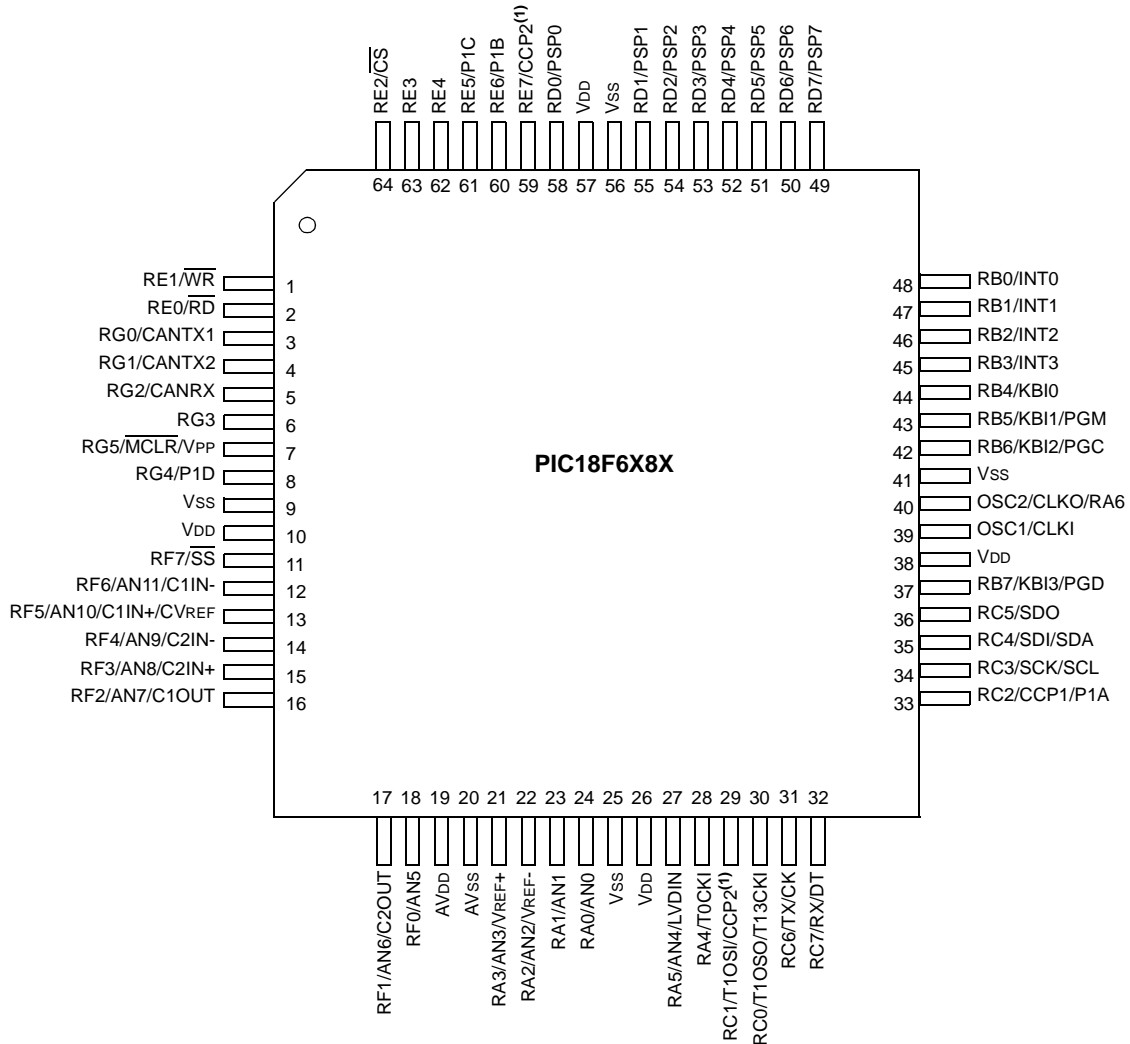 RE2/CS
RE3
RE4
RE5/P1C
RE6/P1B
RE7/CCP2(1)
RD0/PSP0
VDD
VSS
RD1/PSP1
RD2/PSP2
RD3/PSP3
RD4/PSP4
RD5/PSP5
RD6/PSP6
RD7/PSP7
64 63 62 61 60 59 58 57 56 55 54 53 52 51 50 49
RE1/WR 1
RE0/RD 2
RG0/CANTX1 3
RG1/CANTX2 4
RG2/CANRX 5
RG3 6
RG5/MCLR/VPP 7
RG4/P1D 8
VSS 9
VDD 10
RF7/SS 11
RF6/AN11/C1IN- 12
RF5/AN10/C1IN+/CVREF 13
RF4/AN9/C2IN- 14
RF3/AN8/C2IN+ 15
RF2/AN7/C1OUT 16
PIC18F6X8X
48 RB0/INT0
47 RB1/INT1
46 RB2/INT2
45 RB3/INT3
44 RB4/KBI0
43 RB5/KBI1/PGM
42 RB6/KBI2/PGC
41 VSS
40 OSC2/CLKO/RA6
39 OSC1/CLKI
38 VDD
37 RB7/KBI3/PGD
36 RC5/SDO
35 RC4/SDI/SDA
34 RC3/SCK/SCL
33 RC2/CCP1/P1A
17 18 19 20 21 22 23 24 25 26 27 28 29 30 31 32
RF1/AN6/C2OUT
RF0/AN5
AVDD
AVSS
RA3/AN3/VREF+
RA2/AN2/VREF-
RA1/AN1
RA0/AN0
VSS
VDD
RA5/AN4/LVDIN
RA4/T0CKI
RC1/T1OSI/CCP2(1)
RC0/T1OSO/T13CKI
RC6/TX/CK
RC7/RX/DT